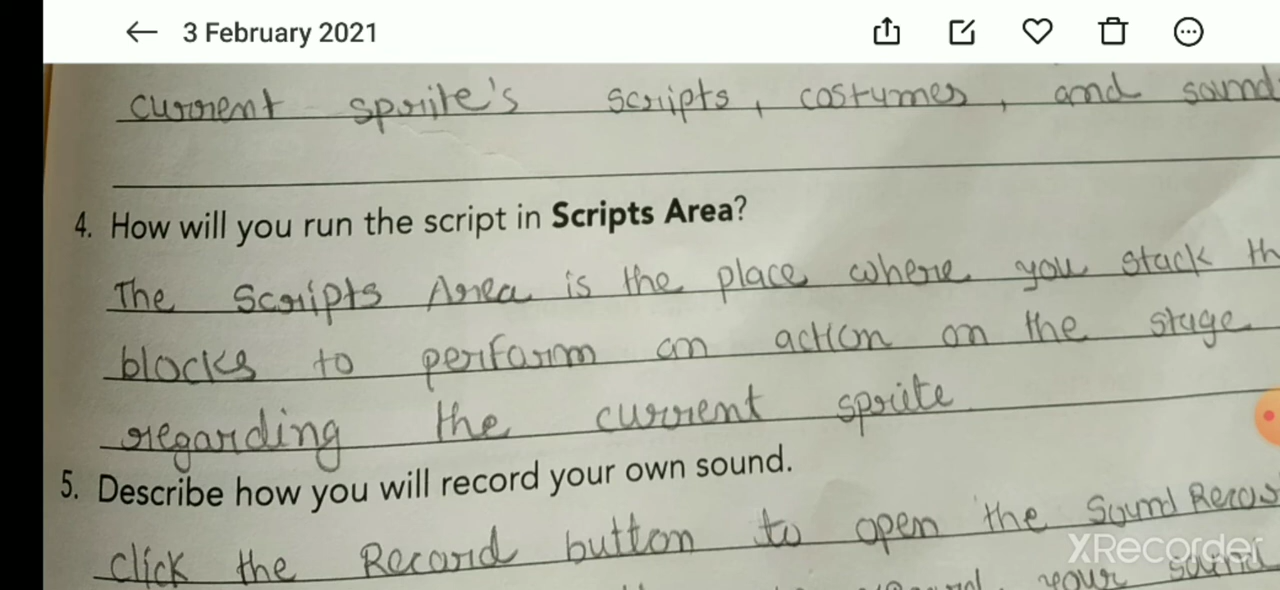 3 February 2021
current sprite's scripts, costumes, and sound
4. How will you run the script in Scripts Area?
The Scripts Area is the place where you stack th
blocks to perform an action on the stage
regarding the current sprite
5. Describe how you will record your own sound.
click the Record button to open the Sound Recor
XRecorder
your sound